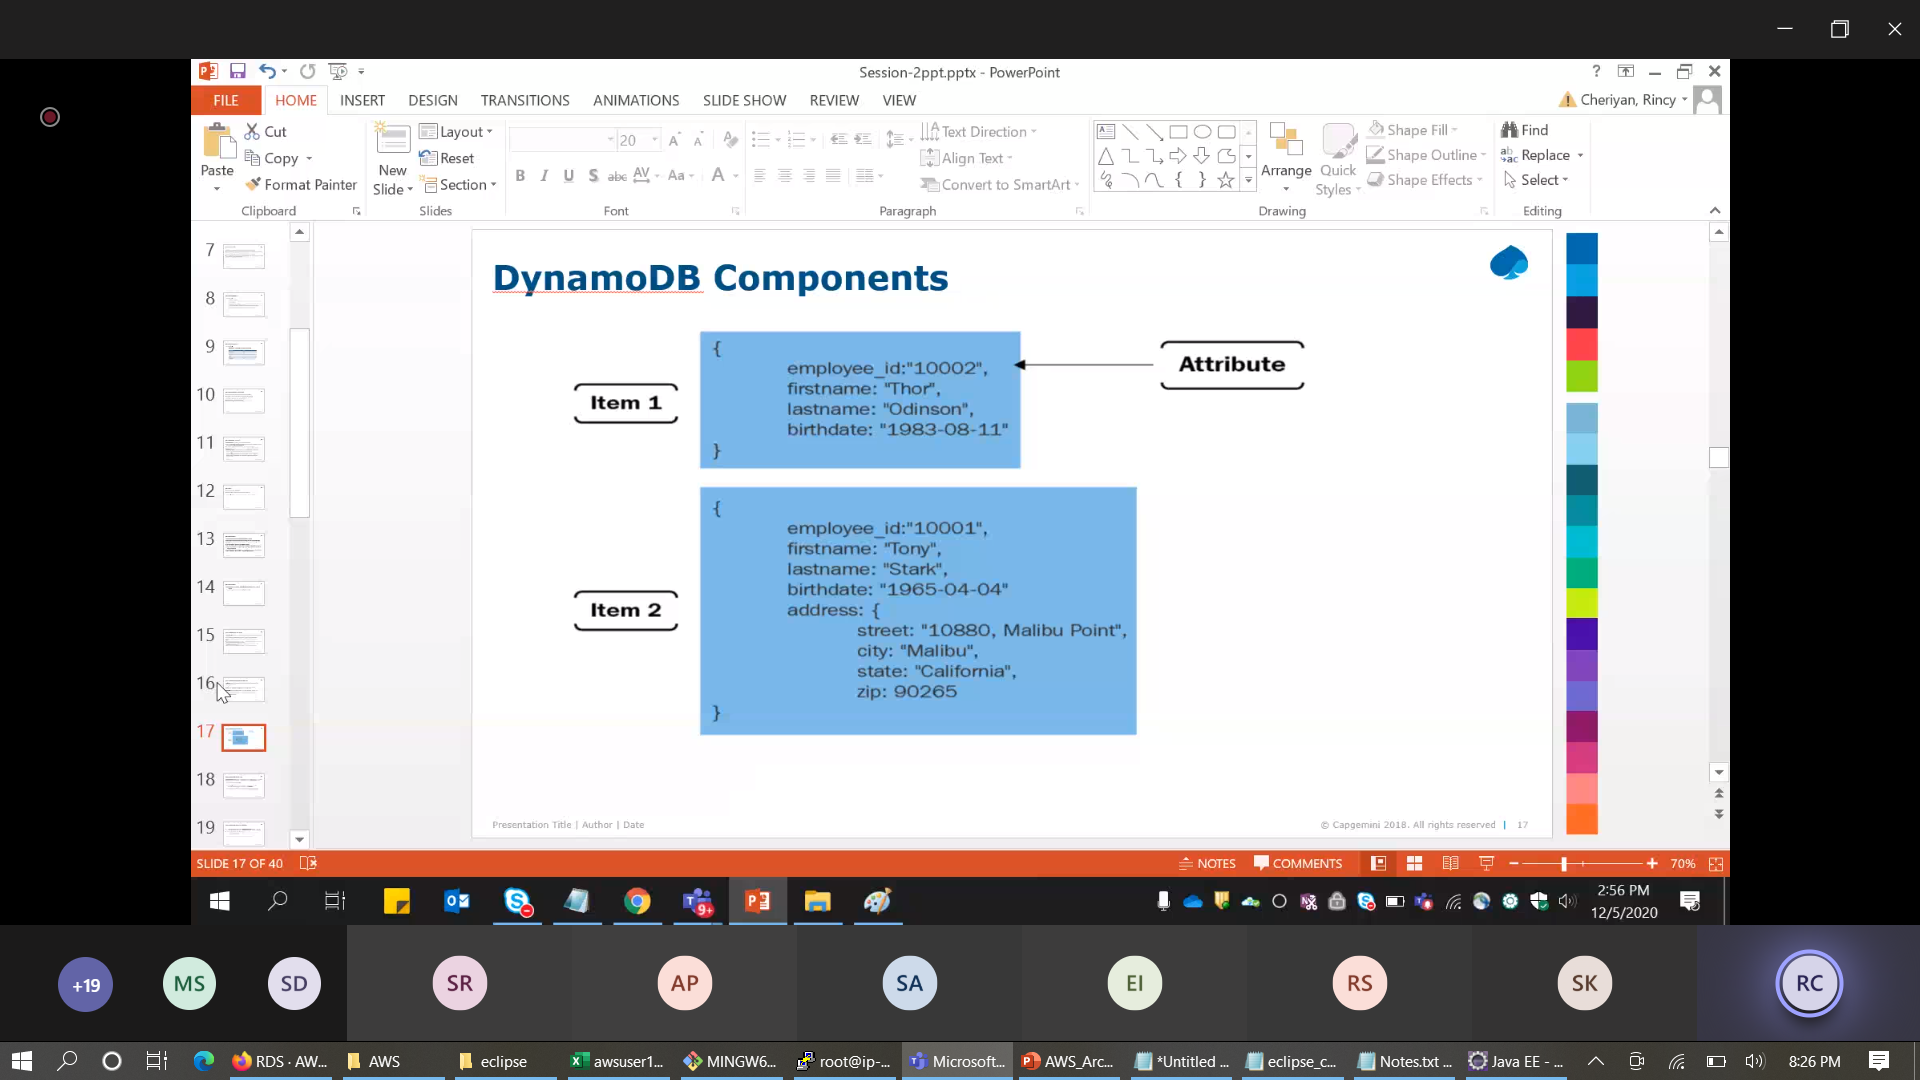 Session-2ppt.pptx - PowerPoint
?
FILE HOME INSERT DESIGN TRANSITIONS ANIMATIONS SLIDE SHOW REVIEW VIEW
Cheriyan, Rincy
Paste
Cut
Copy
Format Painter
Clipboard
New Slide
Layout
Reset
Section
Slides
20
B I U S abc AV Aa A
Font
Text Direction
Align Text
Convert to SmartArt
Paragraph
Arrange
Quick Styles
Shape Fill
Shape Outline
Shape Effects
Drawing
Find
Replace
Select
Editing
7
8
9
10
11
12
13
14
15
16
17
18
19
DynamoDB Components
Item 1
{
employee_id:"10002",
firstname: "Thor",
lastname: "Odinson",
birthdate: "1983-08-11"
}
Attribute
Item 2
{
employee_id:"10001",
firstname: "Tony",
lastname: "Stark",
birthdate: "1965-04-04"
address: {
street: "10880, Malibu Point",
city: "Malibu",
state: "California",
zip: 90265
}
Presentation Title | Author | Date
© Capgemini 2018. All rights reserved | 17
SLIDE 17 OF 40
NOTES
COMMENTS
70%
9+
2:56 PM
12/5/2020
+19 MS SD SR AP SA EI RS SK RC
RDS · AW... AWS eclipse awsuser1... MINGW6... root@ip-... Microsoft... AWS_Arc... *Untitled ... eclipse_c... Notes.txt ... Java EE - ... 8:26 PM